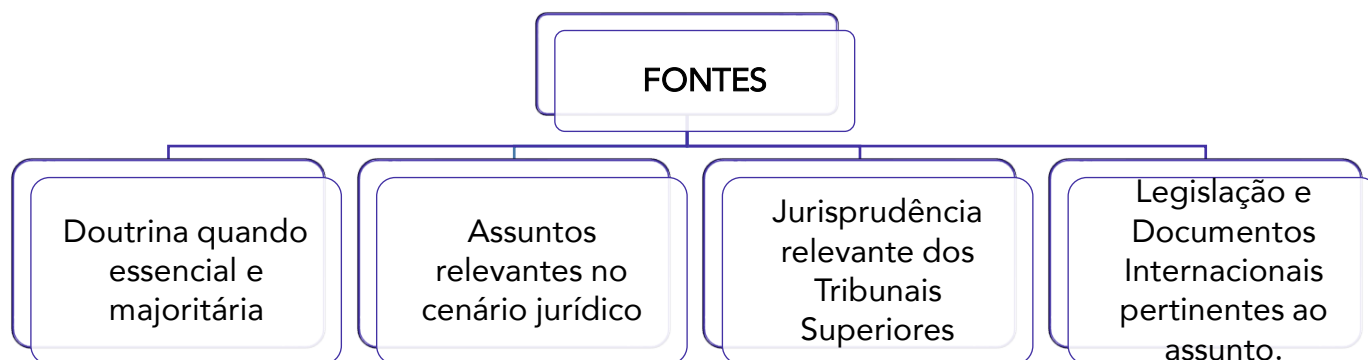 FONTES
Doutrina quando
essencial e
majoritária
Assuntos
relevantes no
cenário jurídico
Jurisprudência
relevante dos
Tribunais
Superiores
Legislação e
Documentos
Internacionais
pertinentes ao
assunto.